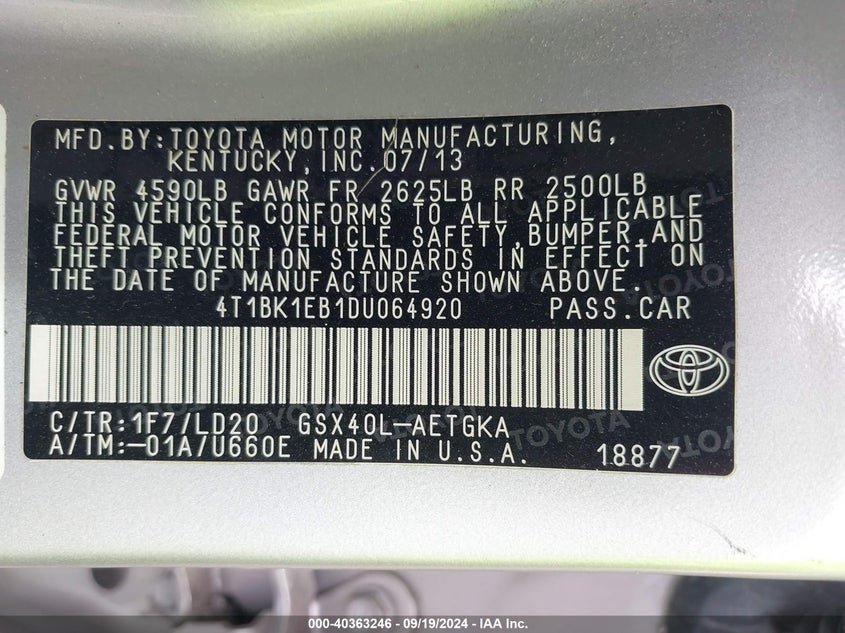 MFD.BY:TOYOTA MOTOR MANUFACTURING,
KENTUCKY,INC.07/13
GVWR 4590LB GAWR FR 2625LB RR 2500LB
THIS VEHICLE CONFORMS TO ALL APPLICABLE
FEDERAL MOTOR VEHICLE SAFETY,BUMPER,AND
THEFT PREVENTION STANDARDS IN EFFECT ON
THE DATE OF MANUFACTURE SHOWN ABOVE.
4T1BK1EB1DU064920 PASS.CAR
C/TR:1F7/LD20 GSX40L-AETGKA
A/TM:-01A/U660E MADE IN U.S.A. 18877
000-40363246 - 09/19/2024 - IAA Inc.